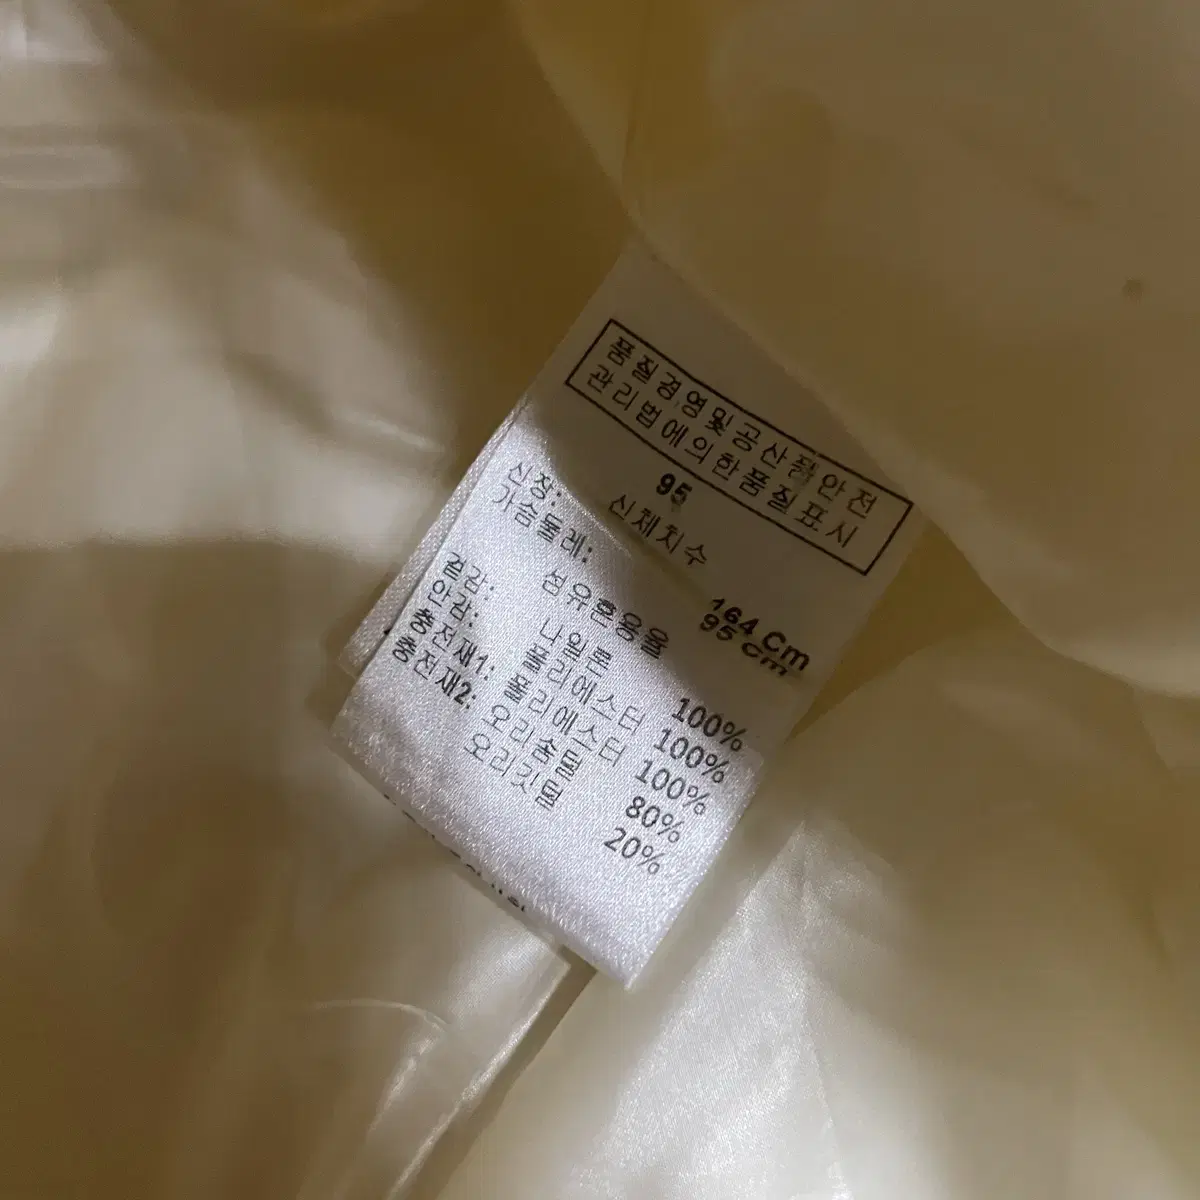 품질경영및공산품안전
관리법에의한품질표시
95
신체치수
신장: 164 Cm
가슴둘레: 95 cm
섬유혼용율
겉감: 나일론 100%
안감: 폴리에스터 100%
충전재1: 폴리에스터 100%
충전재2: 오리솜털 80%
오리깃털 20%